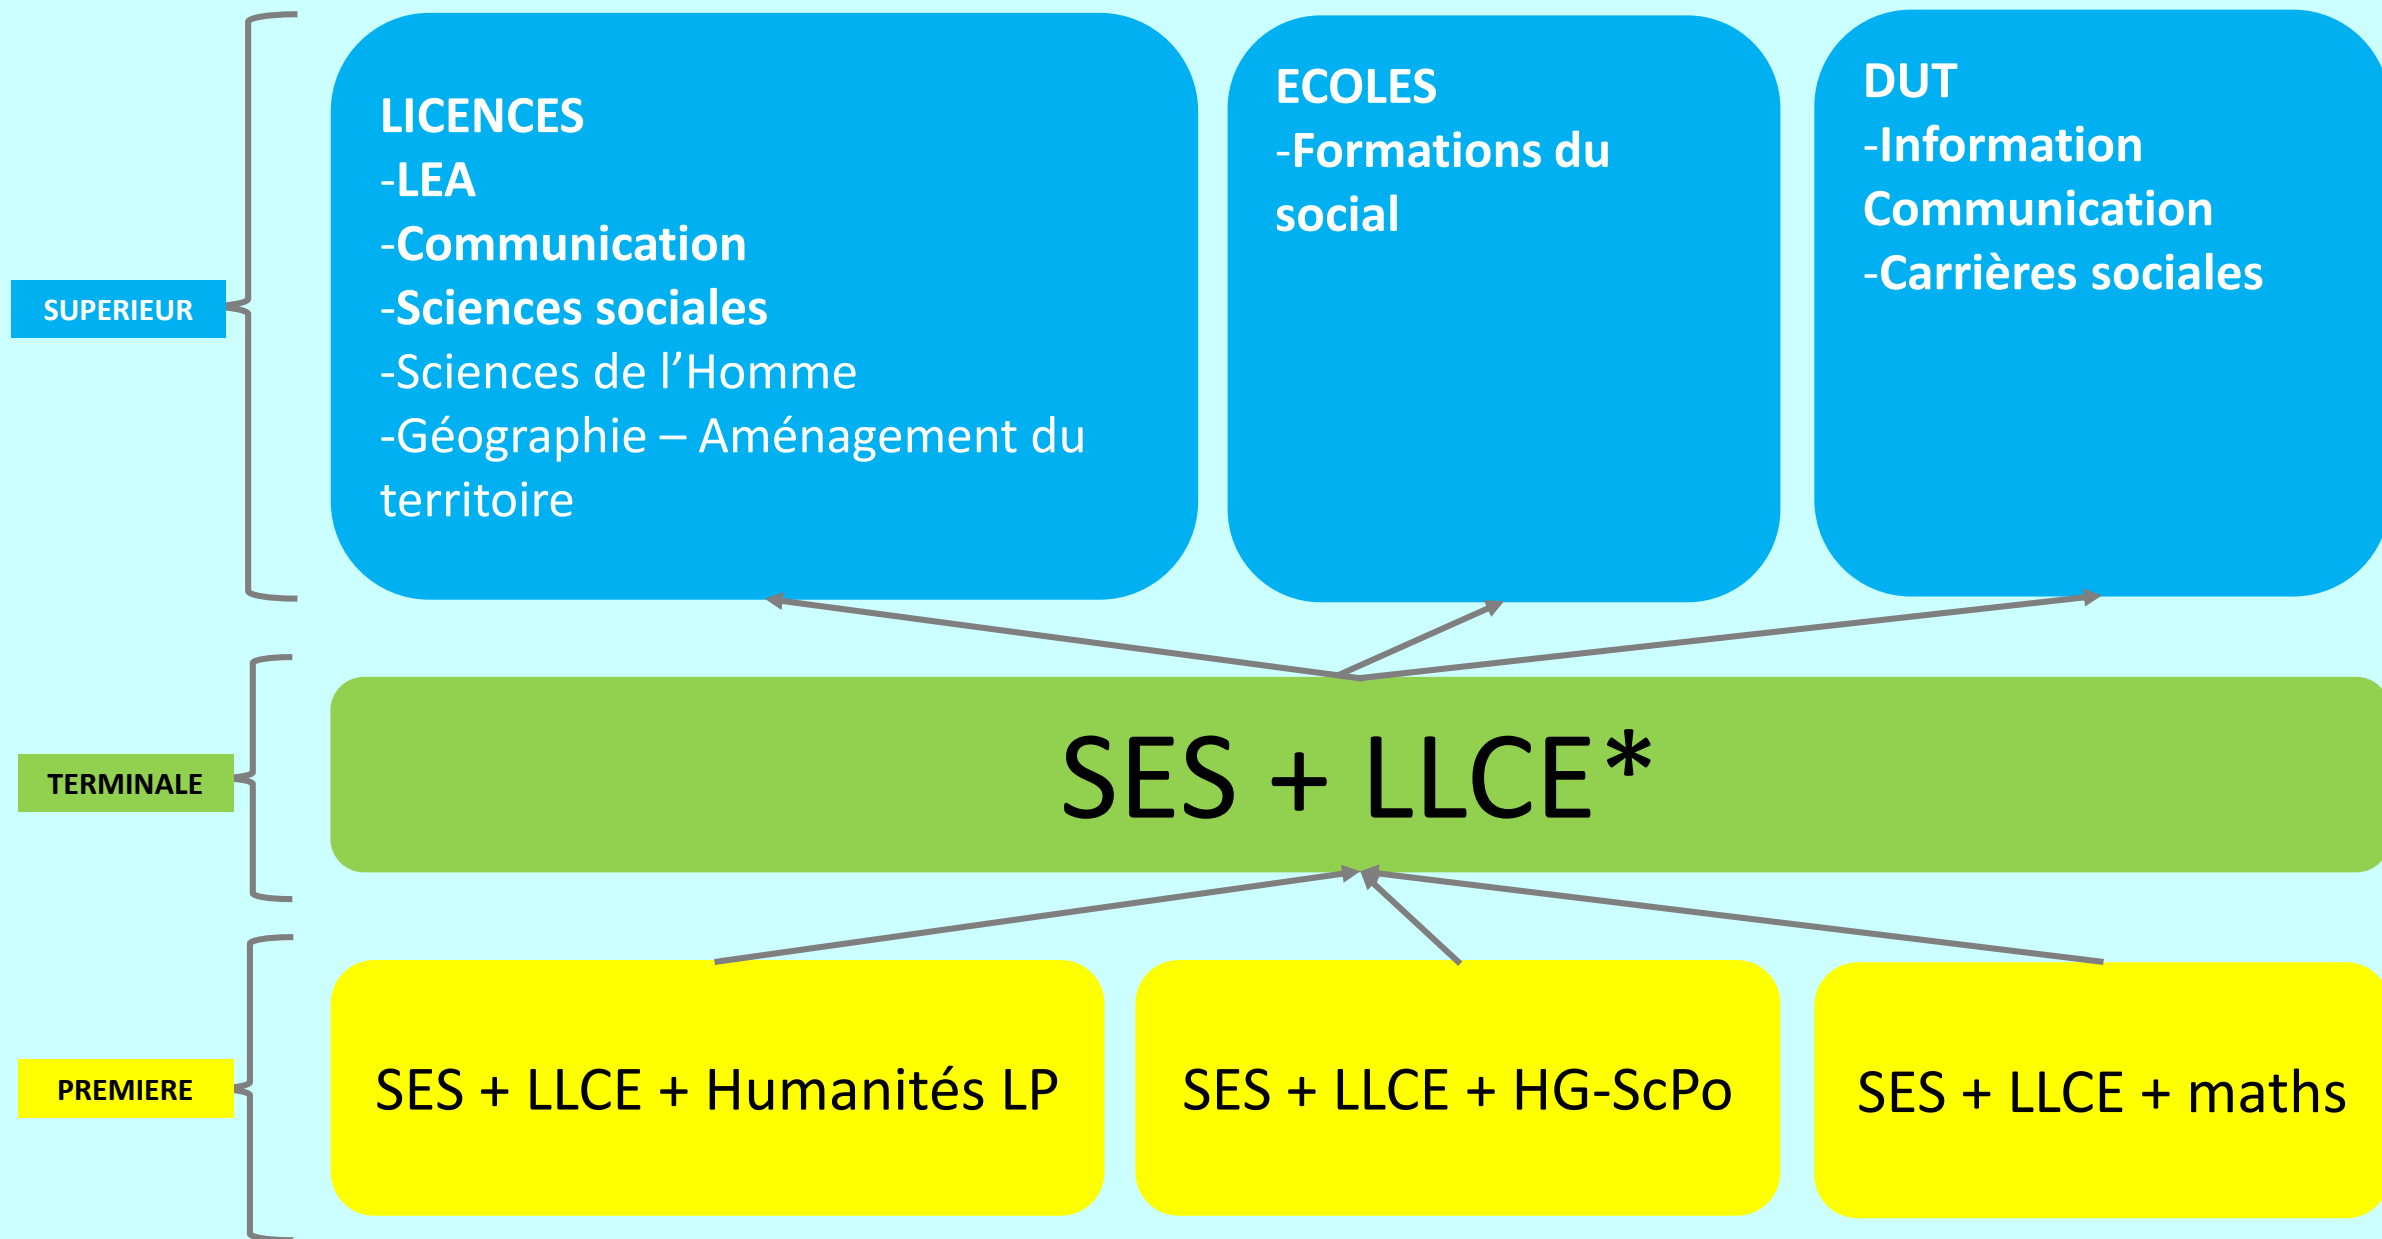 LICENCES
-LEA
-Communication
-Sciences sociales
-Sciences de l’Homme
-Géographie – Aménagement du
territoire
ECOLES
-Formations du
social
DUT
-Information
Communication
-Carrières sociales
SUPERIEUR
TERMINALE
SES + LLCE*
PREMIERE
SES + LLCE + Humanités LP
SES + LLCE + HG-ScPo
SES + LLCE + maths